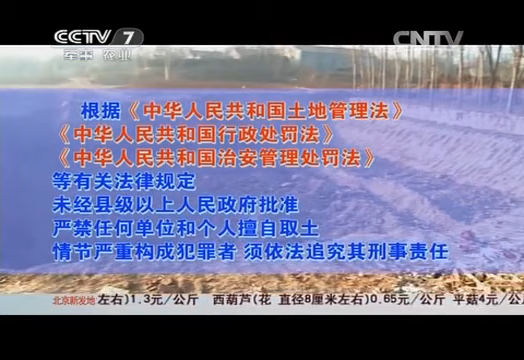 CCTV 7
军事 农业
CNTV
根据《中华人民共和国土地管理法》
《中华人民共和国行政处罚法》
《中华人民共和国治安管理处罚法》
等有关法律规定
未经县级以上人民政府批准
严禁任何单位和个人擅自取土
情节严重构成犯罪者 须依法追究其刑事责任
北京新发地 左右)1.3元/公斤 西葫芦(花 直径8厘米左右)0.65元/公斤 平菇4元/公